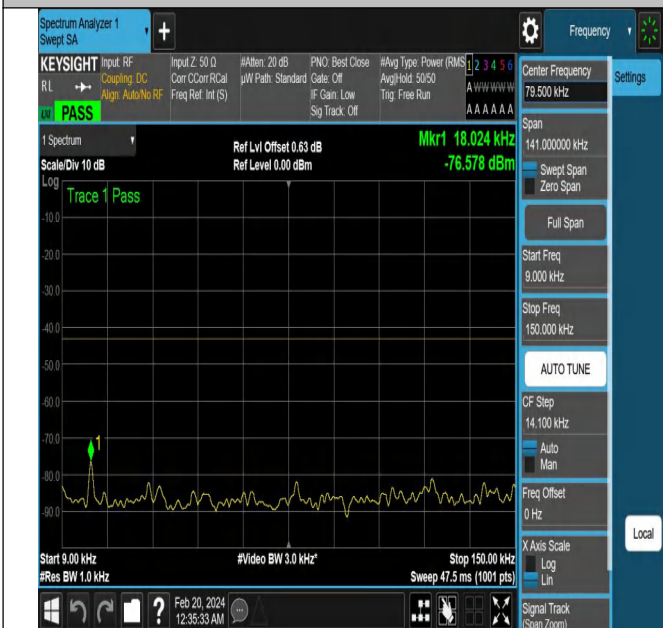 Spectrum Analyzer 1
Swept SA
+
Frequency
KEYSIGHT
Input: RF
Coupling: DC
Align: Auto/No RF
Input Z: 50 Ω
Corr CCorr RCal
Freq Ref: Int (S)
#Atten: 20 dB
µW Path: Standard
PNO: Best Close
Gate: Off
IF Gain: Low
Sig Track: Off
#Avg Type: Power (RMS
Avg|Hold: 50/50
Trig: Free Run
1 2 3 4 5 6
A W W W W W
A A A A A A
R L
LXI
PASS
1 Spectrum
Scale/Div 10 dB
Log
Ref Lvl Offset 0.63 dB
Ref Level 0.00 dBm
Mkr1 18.024 kHz
-76.578 dBm
Trace 1 Pass
-10.0
-20.0
-30.0
-40.0
-50.0
-60.0
-70.0
-80.0
-90.0
1
Start 9.00 kHz
#Res BW 1.0 kHz
#Video BW 3.0 kHz*
Stop 150.00 kHz
Sweep 47.5 ms (1001 pts)
?
Feb 20, 2024
12:35:33 AM
Center Frequency
79.500 kHz
Settings
Span
141.000000 kHz
Swept Span
Zero Span
Full Span
Start Freq
9.000 kHz
Stop Freq
150.000 kHz
AUTO TUNE
CF Step
14.100 kHz
Auto
Man
Freq Offset
0 Hz
Local
X Axis Scale
Log
Lin
Signal Track
(Span Zoom)